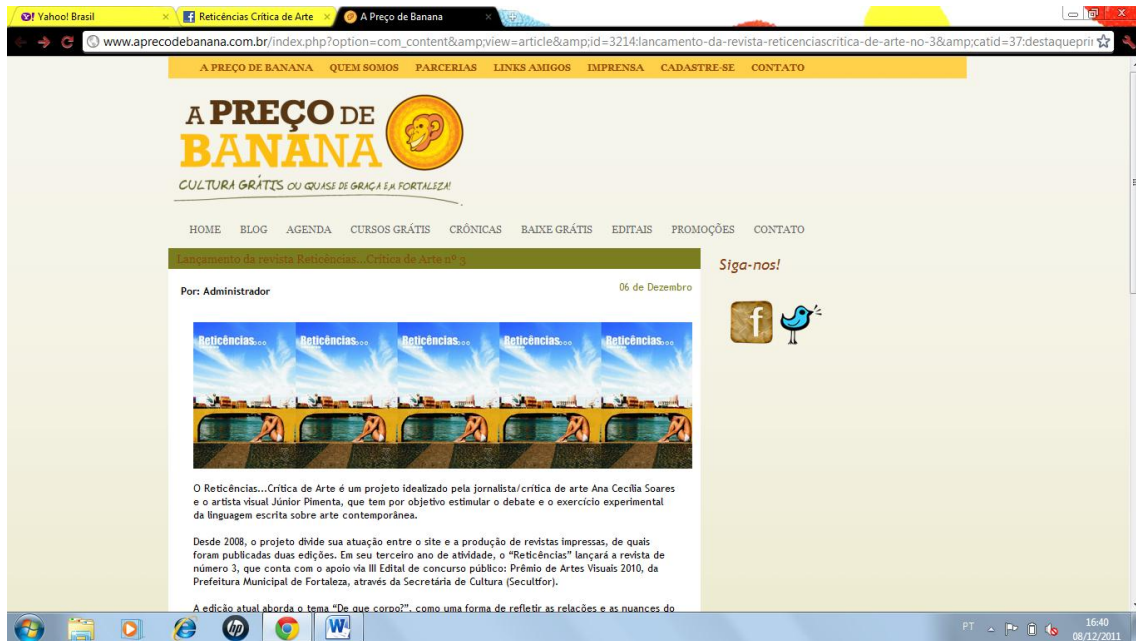 Yahoo! Brasil
Reticências Crítica de Arte
A Preço de Banana
www.aprecodebanana.com.br/index.php?option=com_content&amp;view=article&amp;id=3214:lancamento-da-revista-reticenciascritica-de-arte-no-3&amp;catid=37:destaqueprii
A PREÇO DE BANANA QUEM SOMOS PARCERIAS LINKS AMIGOS IMPRENSA CADASTRE-SE CONTATO
A PREÇO DE
BANANA
CULTURA GRÁTIS OU QUASE DE GRAÇA EM FORTALEZA!
HOME BLOG AGENDA CURSOS GRÁTIS CRÔNICAS BAIXE GRÁTIS EDITAIS PROMOÇÕES CONTATO
Lançamento da revista Reticências...Crítica de Arte nº 3
Siga-nos!
Por: Administrador
06 de Dezembro
Reticências... Reticências... Reticências... Reticências... Reticências...
O Reticências...Crítica de Arte é um projeto idealizado pela jornalista/crítica de arte Ana Cecília Soares
e o artista visual Júnior Pimenta, que tem por objetivo estimular o debate e o exercício experimental
da linguagem escrita sobre arte contemporânea.
Desde 2008, o projeto divide sua atuação entre o site e a produção de revistas impressas, de quais
foram publicadas duas edições. Em seu terceiro ano de atividade, o “Reticências” lançará a revista de
número 3, que conta com o apoio via III Edital de concurso público: Prêmio de Artes Visuais 2010, da
Prefeitura Municipal de Fortaleza, através da Secretária de Cultura (Secultfor).
A edição atual aborda o tema “De que corpo?”, como uma forma de refletir as relações e as nuances do
PT
16:40
08/12/2011